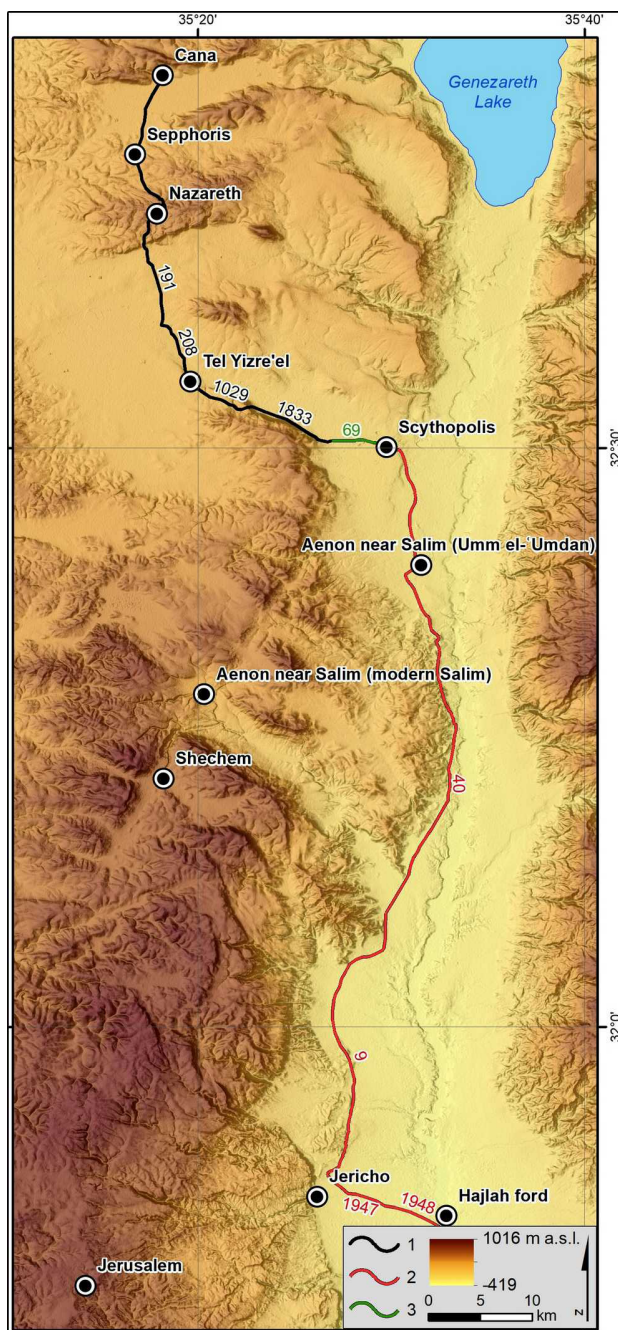 35°20'
35°40'
Cana
Genezareth
Lake
Sepphoris
Nazareth
191
208
Tel Yizre'el
1029
1833
69
Scythopolis
32°30'
Aenon near Salim (Umm el-'Umdan)
Aenon near Salim (modern Salim)
Shechem
40
32°0'
9
Jericho
1947
1948
Hajlah ford
Jerusalem
1
2
3
1016 m a.s.l.
-419
0
5
10
km
N